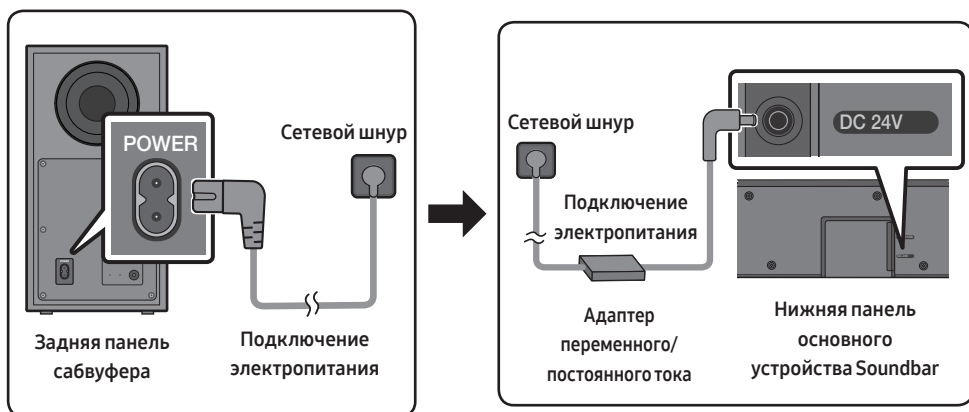 POWER
Сетевой шнур
Задняя панель
сабвуфера
Подключение
электропитания
Сетевой шнур
DC 24V
Подключение
электропитания
Адаптер
переменного/
постоянного тока
Нижняя панель
основного
устройства Soundbar